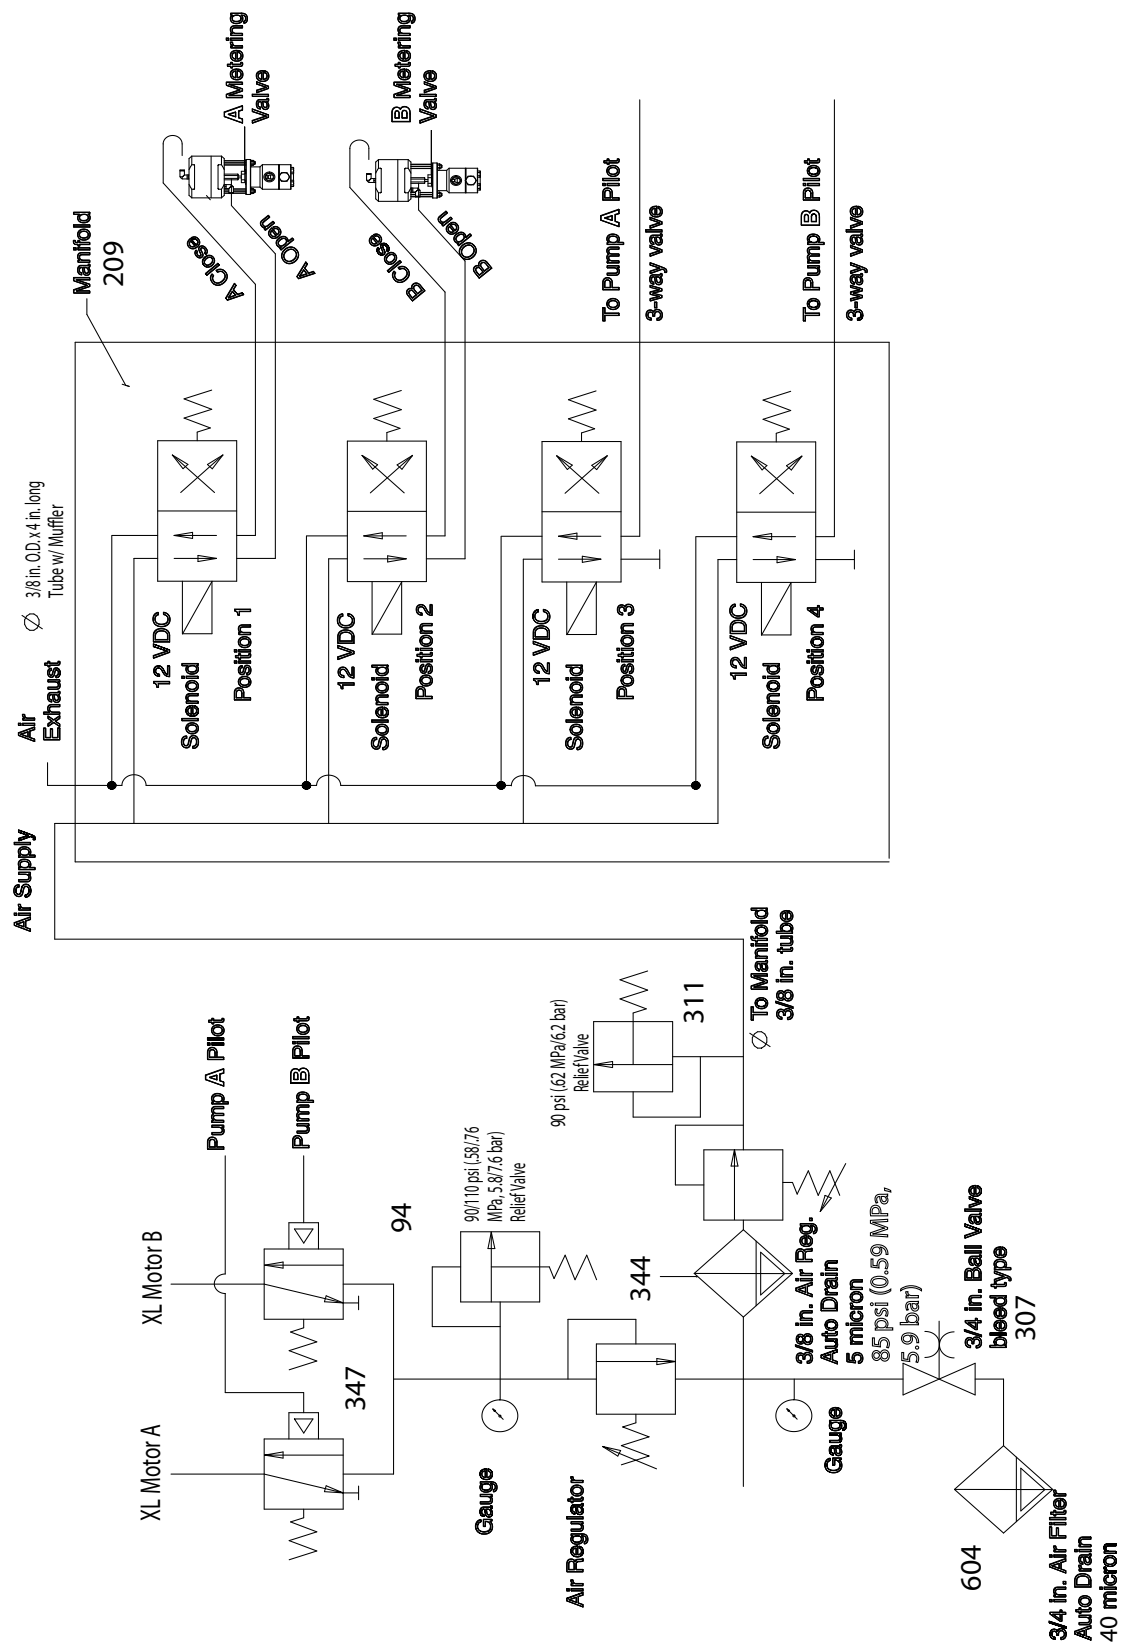 A Metering
Valve
B Metering
Valve
Manifold
209
A Close
A Open
B Close
B Open
To Pump A Pilot
3-way valve
To Pump B Pilot
3-way valve
Ø 3/8 in. O.D. x 4 in. long
Tube w/ Muffler
Air
Exhaust
12 VDC
Solenoid
Position 1
12 VDC
Solenoid
Position 2
12 VDC
Solenoid
Position 3
12 VDC
Solenoid
Position 4
Air Supply
Pump A Pilot
Pump B Pilot
XL Motor B
XL Motor A
94
347
90/110 psi (.58/.76
MPa, 5.8/7.6 bar)
Relief Valve
90 psi (.62 MPa/6.2 bar)
Relief Valve
311
Ø To Manifold
3/8 in. tube
344
3/8 in. Air Reg.
Auto Drain
5 micron
85 psi (0.59 MPa,
5.9 bar)
3/4 in. Ball Valve
bleed type
307
Gauge
Air Regulator
Gauge
604
3/4 in. Air Filter
Auto Drain
40 micron